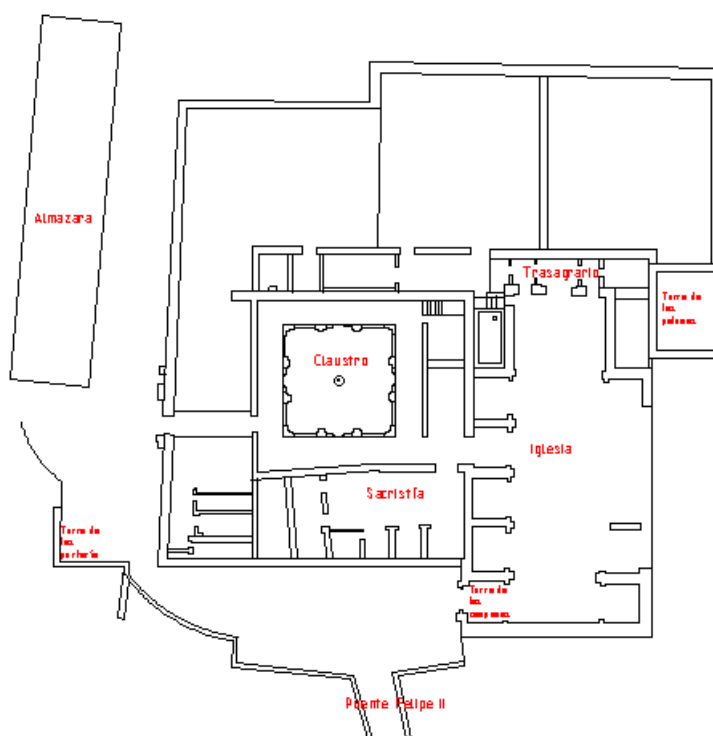 Almazara
Trasagrario
Torre de
las
palomas
Claustro
Iglesia
Sacristía
Torre de
las
portería
Torre de
las
campanas
Puente Felipe II